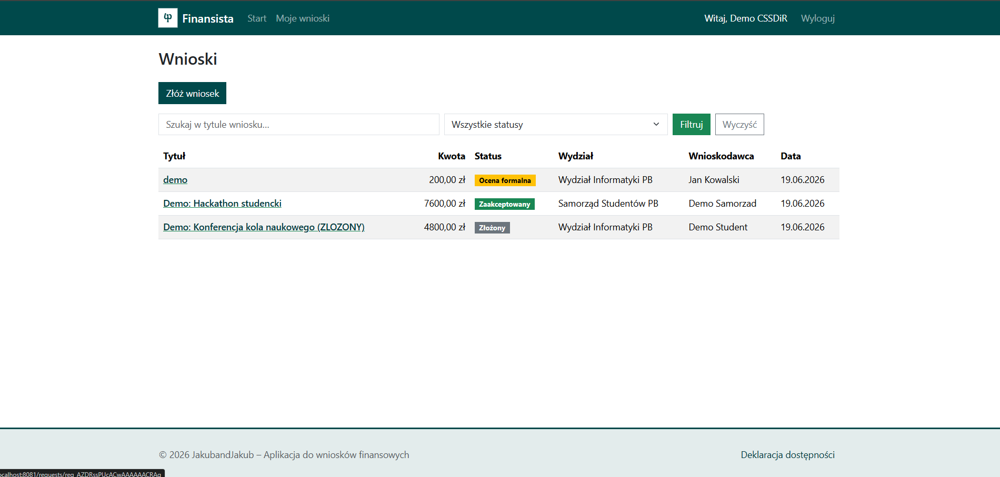 Finansista Start Moje wnioski Witaj, Demo CSSDiR Wyloguj
Wnioski
Złóż wniosek
Szukaj w tytule wniosku... Wszystkie statusy Filtruj Wyczyść
Tytuł Kwota Status Wydział Wnioskodawca Data
demo 200,00 zł Ocena formalna Wydział Informatyki PB Jan Kowalski 19.06.2026
Demo: Hackathon studencki 7600,00 zł Zaakceptowany Samorząd Studentów PB Demo Samorzad 19.06.2026
Demo: Konferencja kola naukowego (ZLOZONY) 4800,00 zł Złożony Wydział Informatyki PB Demo Student 19.06.2026
© 2026 JakubandJakub – Aplikacja do wniosków finansowych Deklaracja dostępności